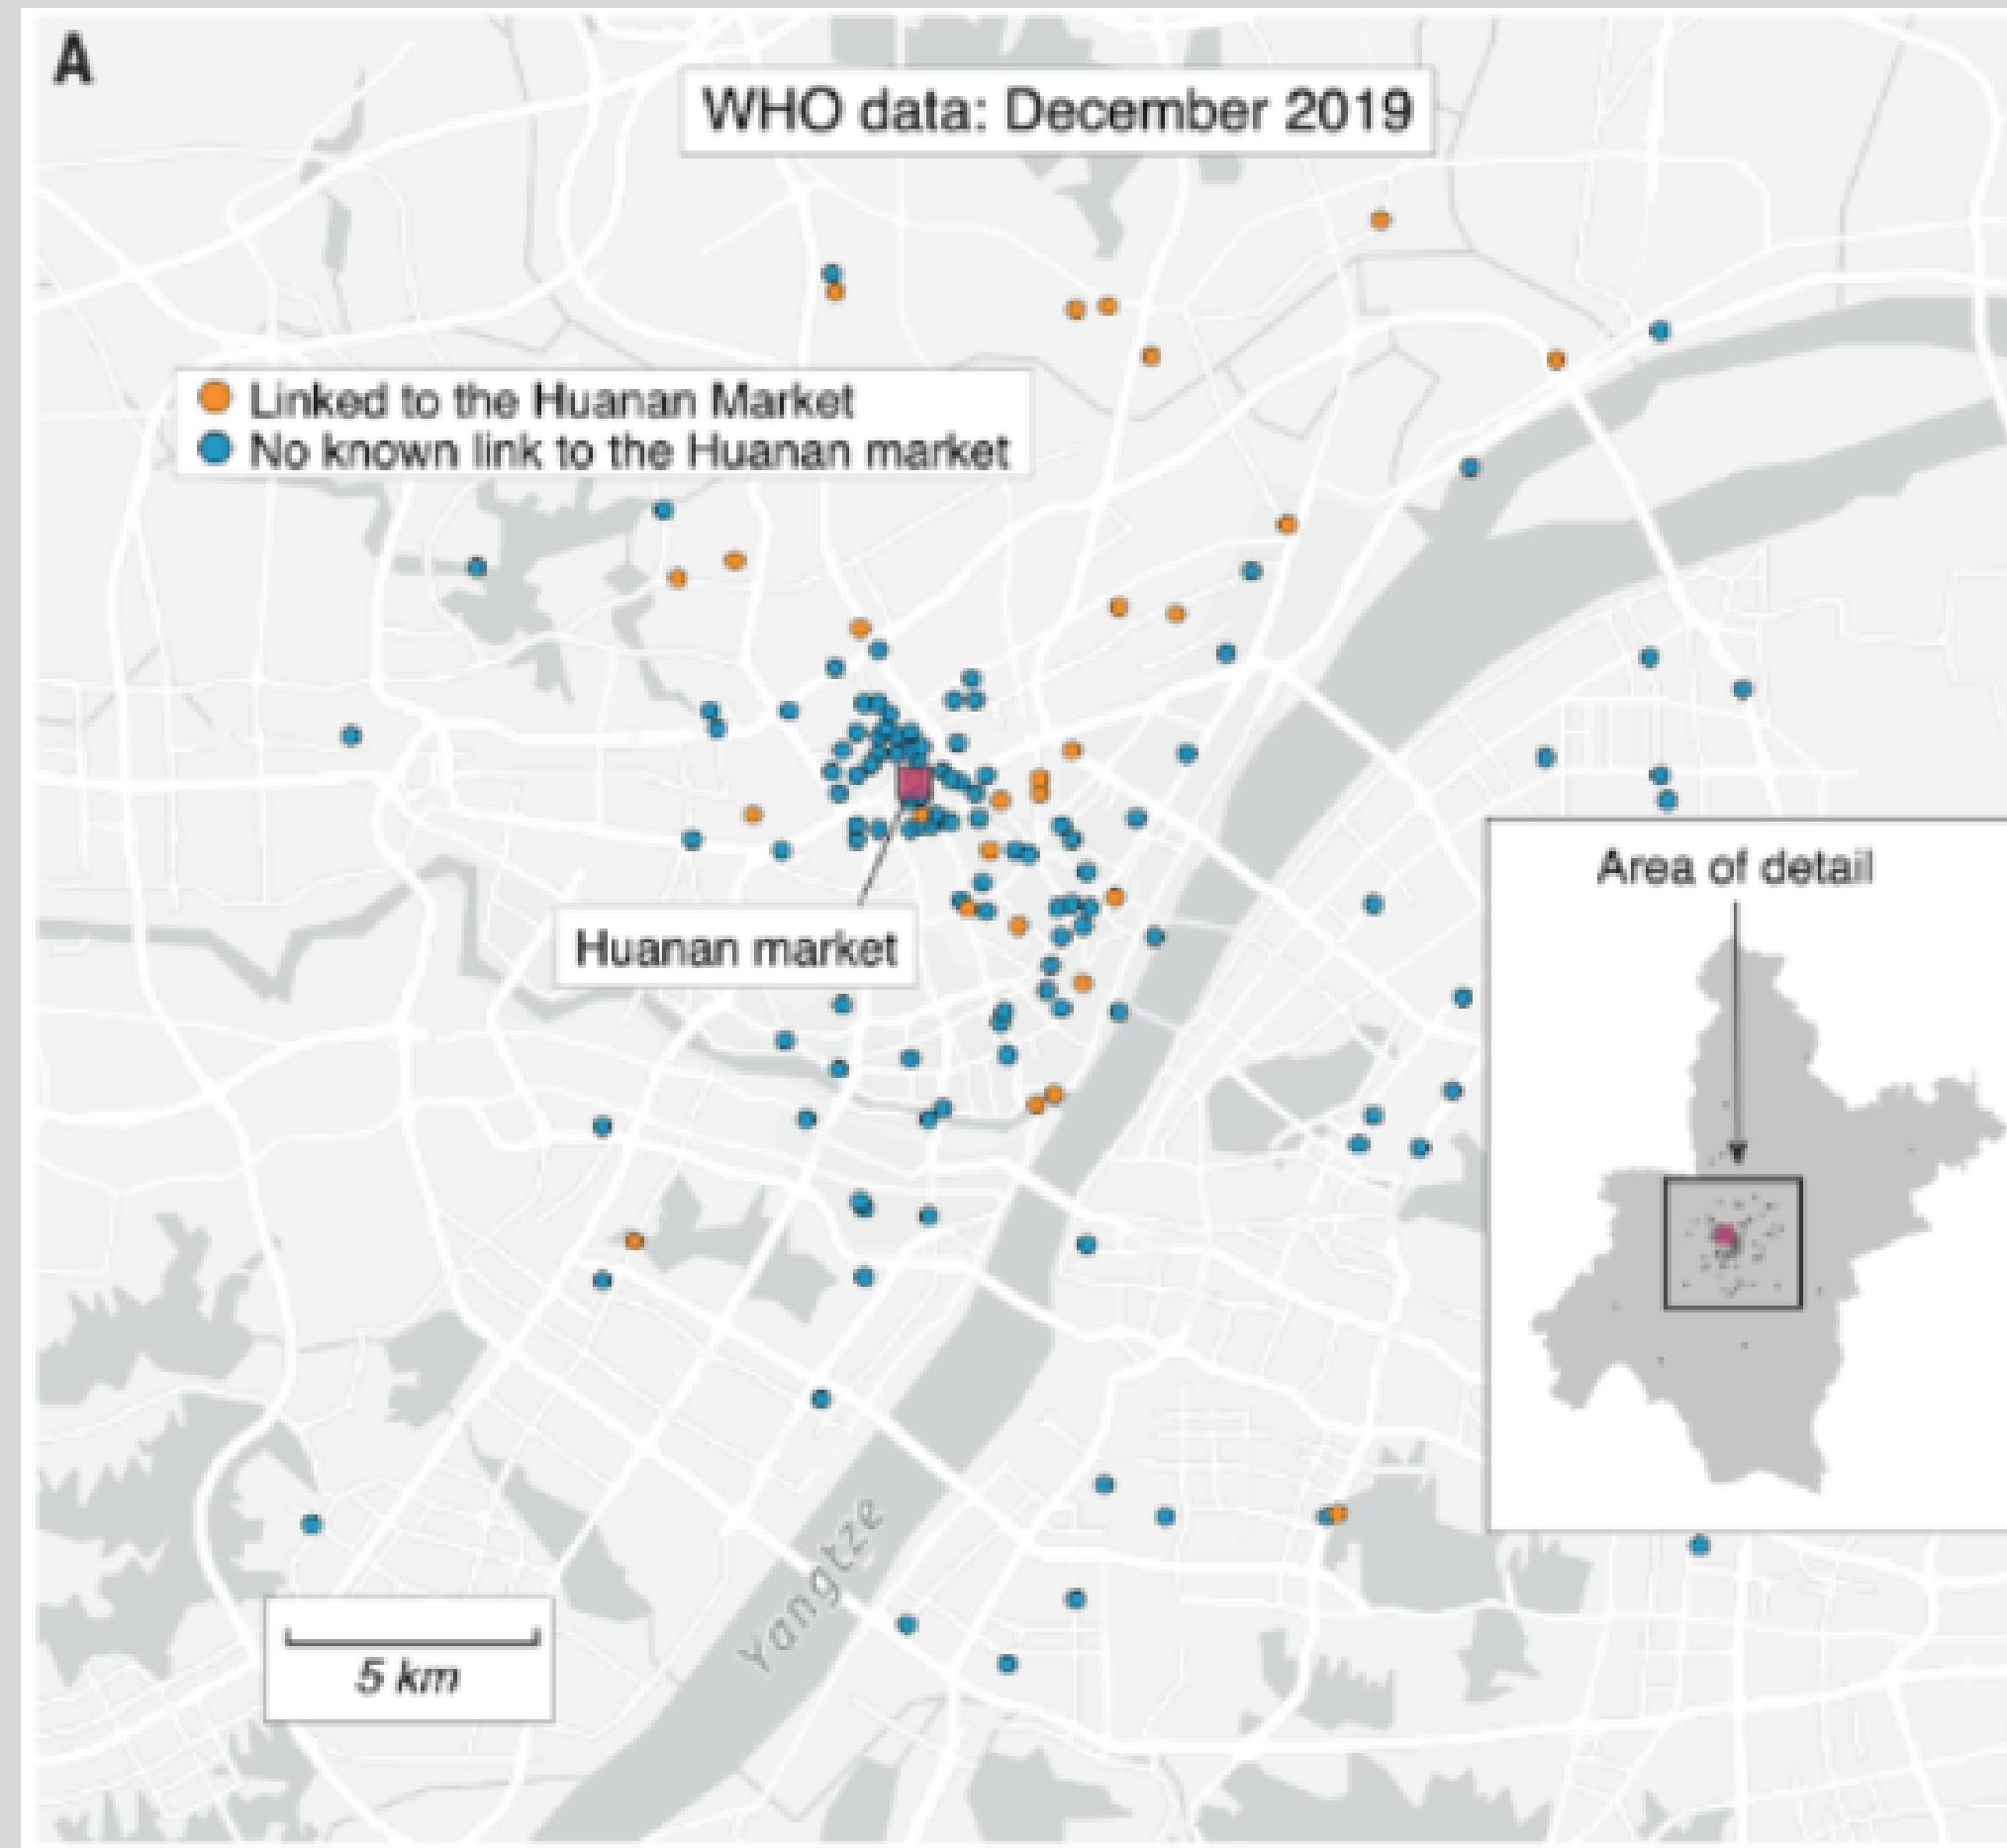 A
WHO data: December 2019
Linked to the Huanan Market
No known link to the Huanan market
Huanan market
Area of detail
Yangtze
5 km